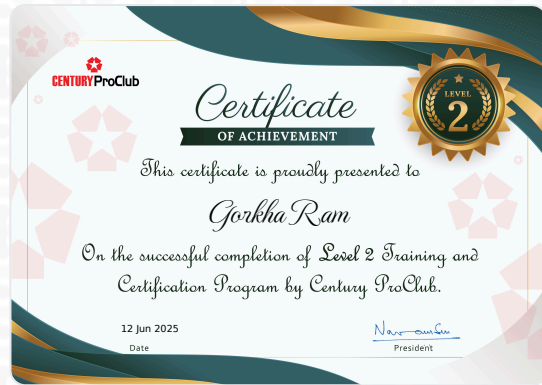 CENTURY ProClub
LEVEL
2
Certificate
OF ACHIEVEMENT
This certificate is proudly presented to
Gorkha Ram
On the successful completion of Level 2 Training and
Certification Program by Century ProClub.
12 Jun 2025
Date
President